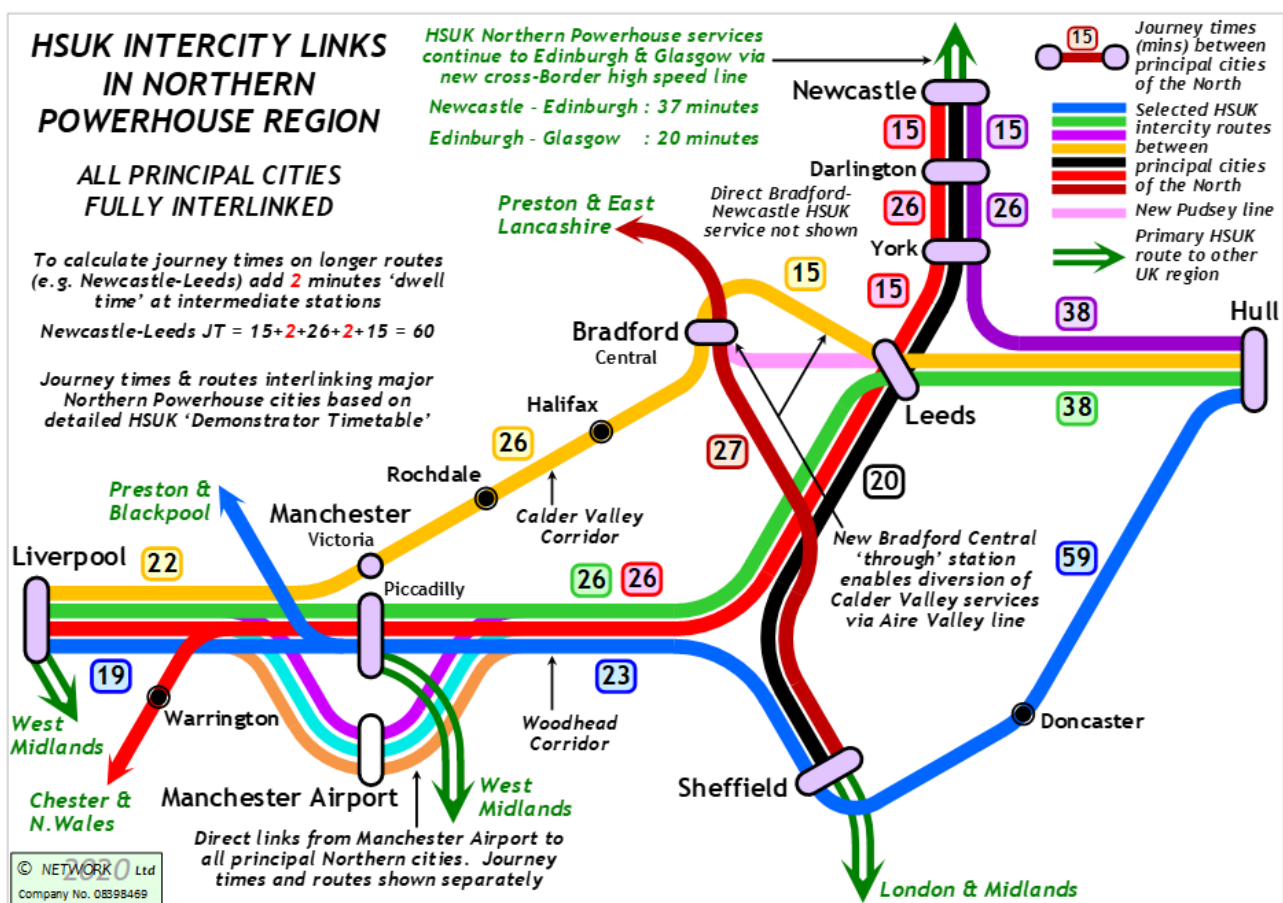 HSUK INTERCITY LINKS
IN NORTHERN
POWERHOUSE REGION
ALL PRINCIPAL CITIES
FULLY INTERLINKED
To calculate journey times on longer routes
(e.g. Newcastle-Leeds) add 2 minutes ‘dwell
time’ at intermediate stations
Newcastle-Leeds JT = 15+2+26+2+15 = 60
Journey times & routes interlinking major
Northern Powerhouse cities based on
detailed HSUK ‘Demonstrator Timetable’
HSUK Northern Powerhouse services
continue to Edinburgh & Glasgow via
new cross-Border high speed line
Newcastle - Edinburgh : 37 minutes
Edinburgh - Glasgow : 20 minutes
15
Journey times
(mins) between
principal cities
of the North
Selected HSUK
intercity routes
between
principal cities
of the North
New Pudsey line
Primary HSUK
route to other
UK region
Newcastle
15
15
Darlington
26
26
York
Direct Bradford-
Newcastle HSUK
service not shown
Preston & East
Lancashire
15
15
38
Hull
Bradford
Central
Leeds
38
Halifax
26
27
20
Rochdale
Preston &
Blackpool
Manchester
Victoria
Calder Valley
Corridor
New Bradford Central
‘through’ station
enables diversion of
Calder Valley services
via Aire Valley line
59
Liverpool
22
Piccadilly
26
26
19
23
Warrington
Woodhead
Corridor
Doncaster
West
Midlands
Sheffield
Manchester Airport
West
Midlands
Chester &
N.Wales
Direct links from Manchester Airport to
all principal Northern cities. Journey
times and routes shown separately
London & Midlands
© NETWORK 2020 Ltd
Company No. 08398469